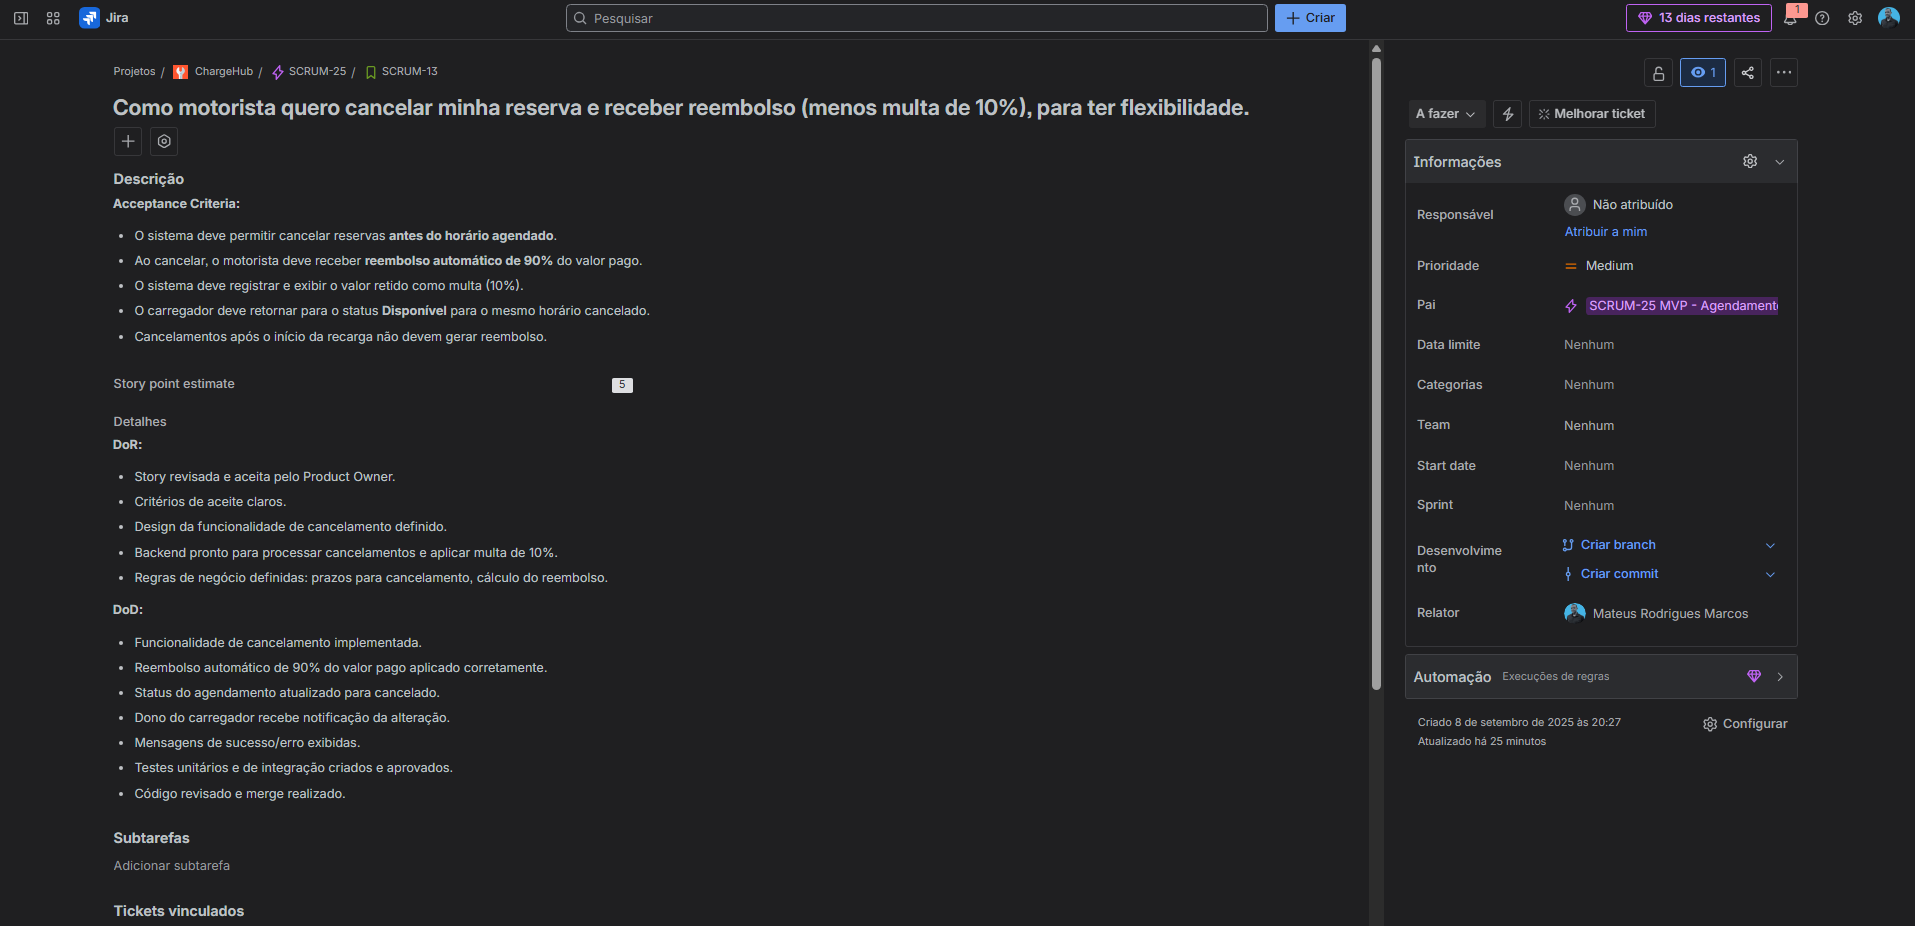 Jira
Pesquisar
Criar
13 dias restantes
1
Projetos / ChargeHub / SCRUM-25 / SCRUM-13
1
Como motorista quero cancelar minha reserva e receber reembolso (menos multa de 10%), para ter flexibilidade.
A fazer
Melhorar ticket
Descrição
Acceptance Criteria:
• O sistema deve permitir cancelar reservas antes do horário agendado.
• Ao cancelar, o motorista deve receber reembolso automático de 90% do valor pago.
• O sistema deve registrar e exibir o valor retido como multa (10%).
• O carregador deve retornar para o status Disponível para o mesmo horário cancelado.
• Cancelamentos após o início da recarga não devem gerar reembolso.
Story point estimate 5
Detalhes
DoR:
• Story revisada e aceita pelo Product Owner.
• Critérios de aceite claros.
• Design da funcionalidade de cancelamento definido.
• Backend pronto para processar cancelamentos e aplicar multa de 10%.
• Regras de negócio definidas: prazos para cancelamento, cálculo do reembolso.
DoD:
• Funcionalidade de cancelamento implementada.
• Reembolso automático de 90% do valor pago aplicado corretamente.
• Status do agendamento atualizado para cancelado.
• Dono do carregador recebe notificação da alteração.
• Mensagens de sucesso/erro exibidas.
• Testes unitários e de integração criados e aprovados.
• Código revisado e merge realizado.
Subtarefas
Adicionar subtarefa
Tickets vinculados
Informações
Responsável
Não atribuído
Atribuir a mim
Prioridade
Medium
Pai
SCRUM-25 MVP - Agendamento
Data limite
Nenhum
Categorias
Nenhum
Team
Nenhum
Start date
Nenhum
Sprint
Nenhum
Desenvolvime
nto
Criar branch
Criar commit
Relator
Mateus Rodrigues Marcos
Automação Execuções de regras
Criado 8 de setembro de 2025 às 20:27
Atualizado há 25 minutos
Configurar